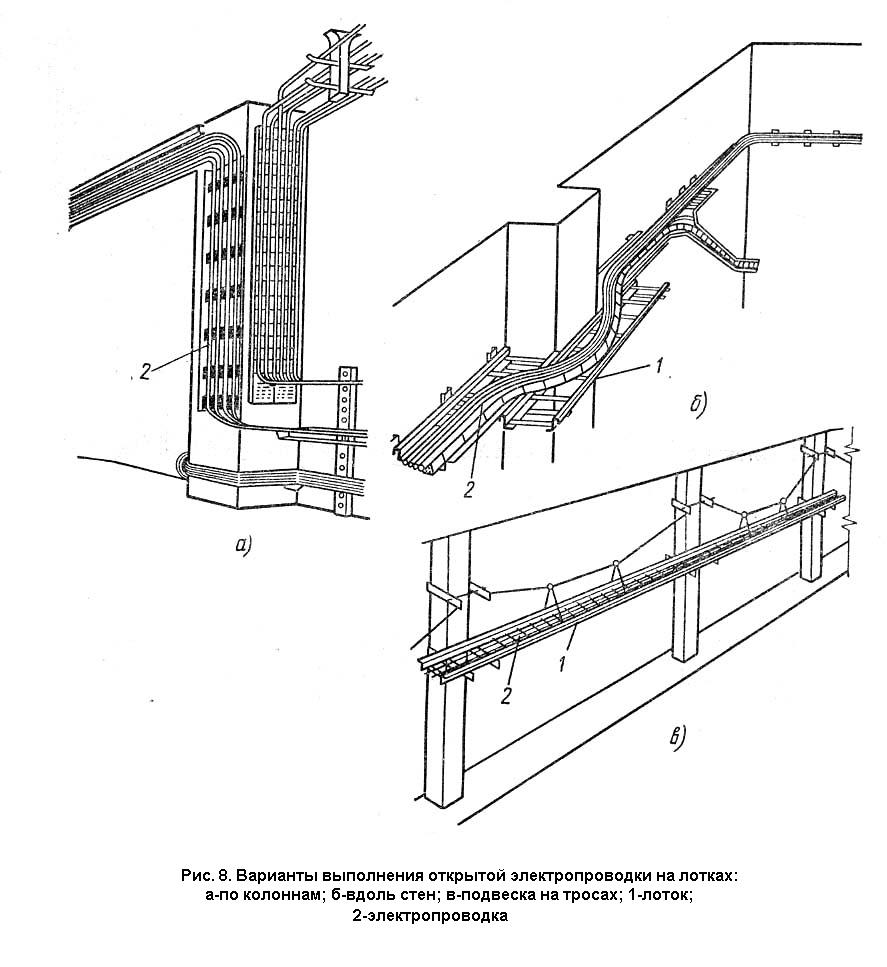 2
а)
1
2
б)
1
2
в)
Рис. 8. Варианты выполнения открытой электропроводки на лотках:
а-по колоннам; б-вдоль стен; в-подвеска на тросах; 1-лоток;
2-электропроводка